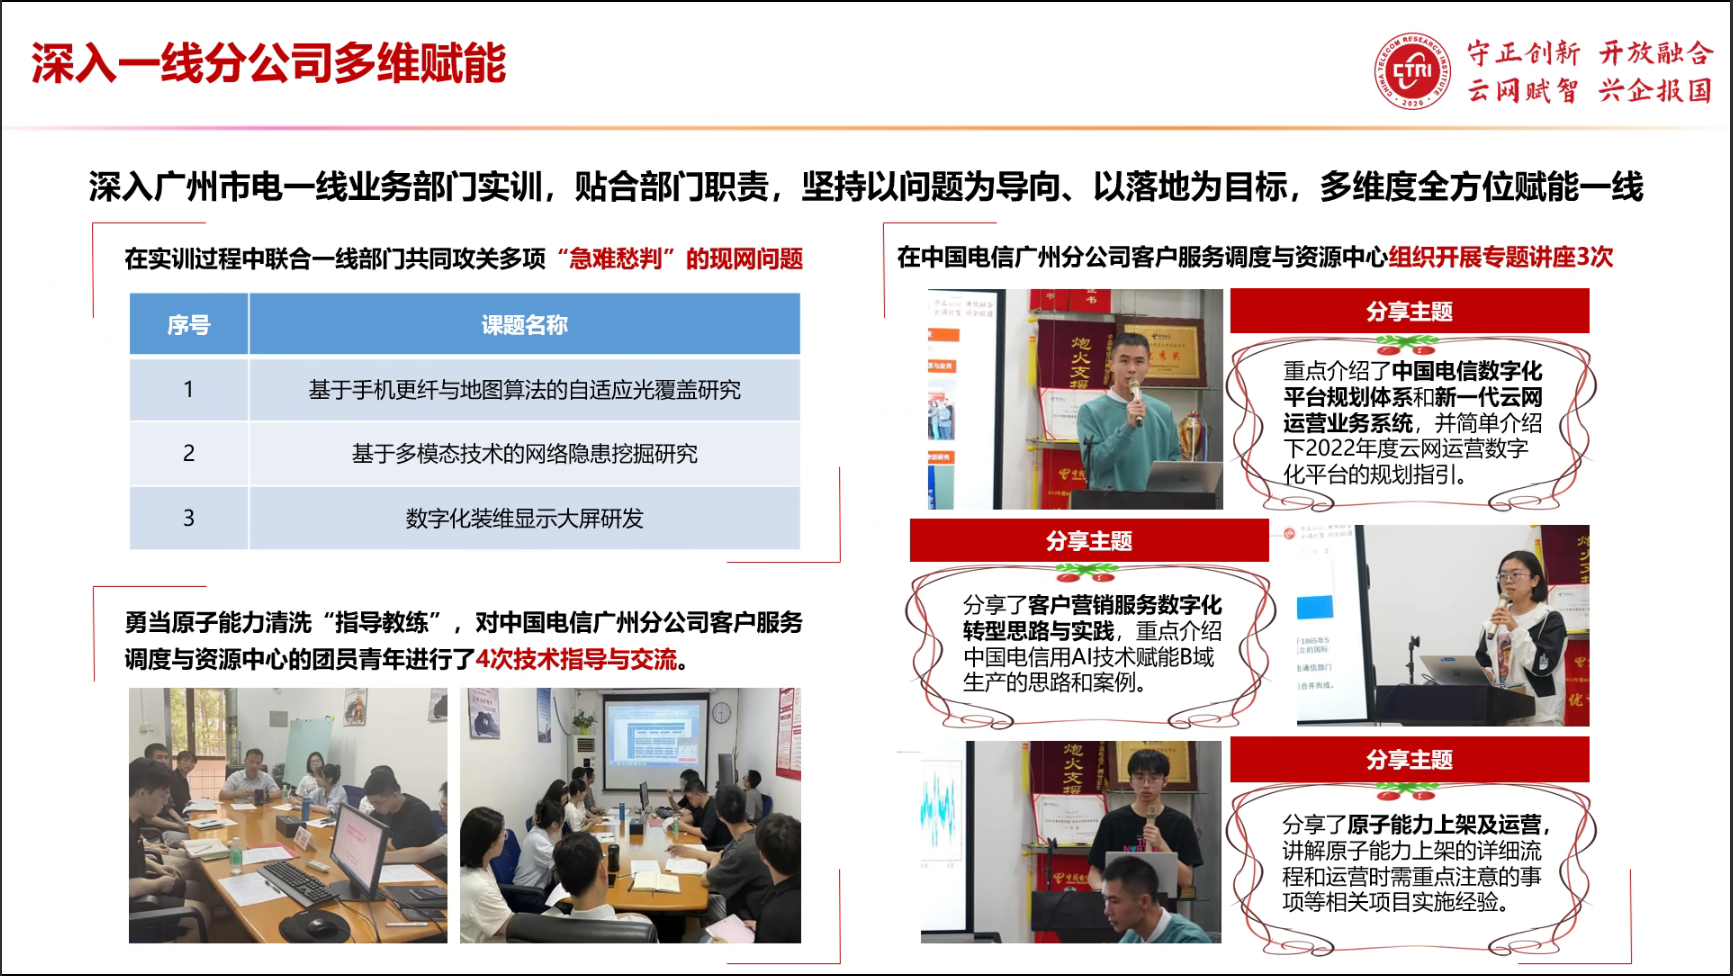 深入一线分公司多维赋能
CHINA TELECOM RESEARCH INSTITUTE
CTRI
2020
守正创新 开放融合
云网赋智 兴企报国
深入广州市电一线业务部门实训，贴合部门职责，坚持以问题为导向、以落地为目标，多维度全方位赋能一线
在实训过程中联合一线部门共同攻关多项“急难愁判”的现网问题
序号 课题名称
1 基于手机更纤与地图算法的自适应光覆盖研究
2 基于多模态技术的网络隐患挖掘研究
3 数字化装维显示大屏研发
勇当原子能力清洗“指导教练”，对中国电信广州分公司客户服务
调度与资源中心的团员青年进行了4次技术指导与交流。
在中国电信广州分公司客户服务调度与资源中心组织开展专题讲座3次
炮火支撑
分享主题
重点介绍了中国电信数字化
平台规划体系和新一代云网
运营业务系统，并简单介绍
下2022年度云网运营数字
化平台的规划指引。
分享主题
分享了客户营销服务数字化
转型思路与实践，重点介绍
中国电信用AI技术赋能B域
生产的思路和案例。
炮火支撑
分享主题
分享了原子能力上架及运营，
讲解原子能力上架的详细流
程和运营时需重点注意的事
项等相关项目实施经验。